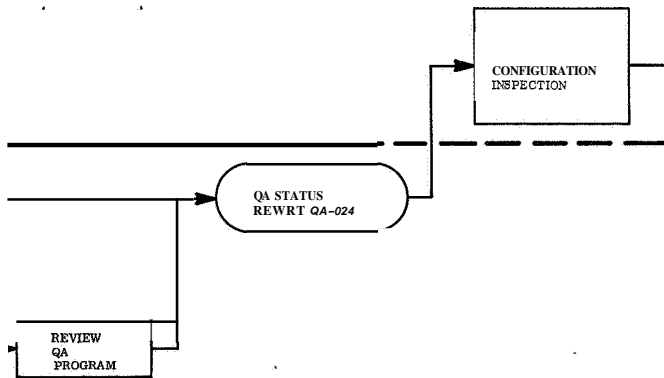 CONFIGURATION
INSPECTION
QA STATUS
REWRT QA-024
REVIEW
QA
PROGRAM